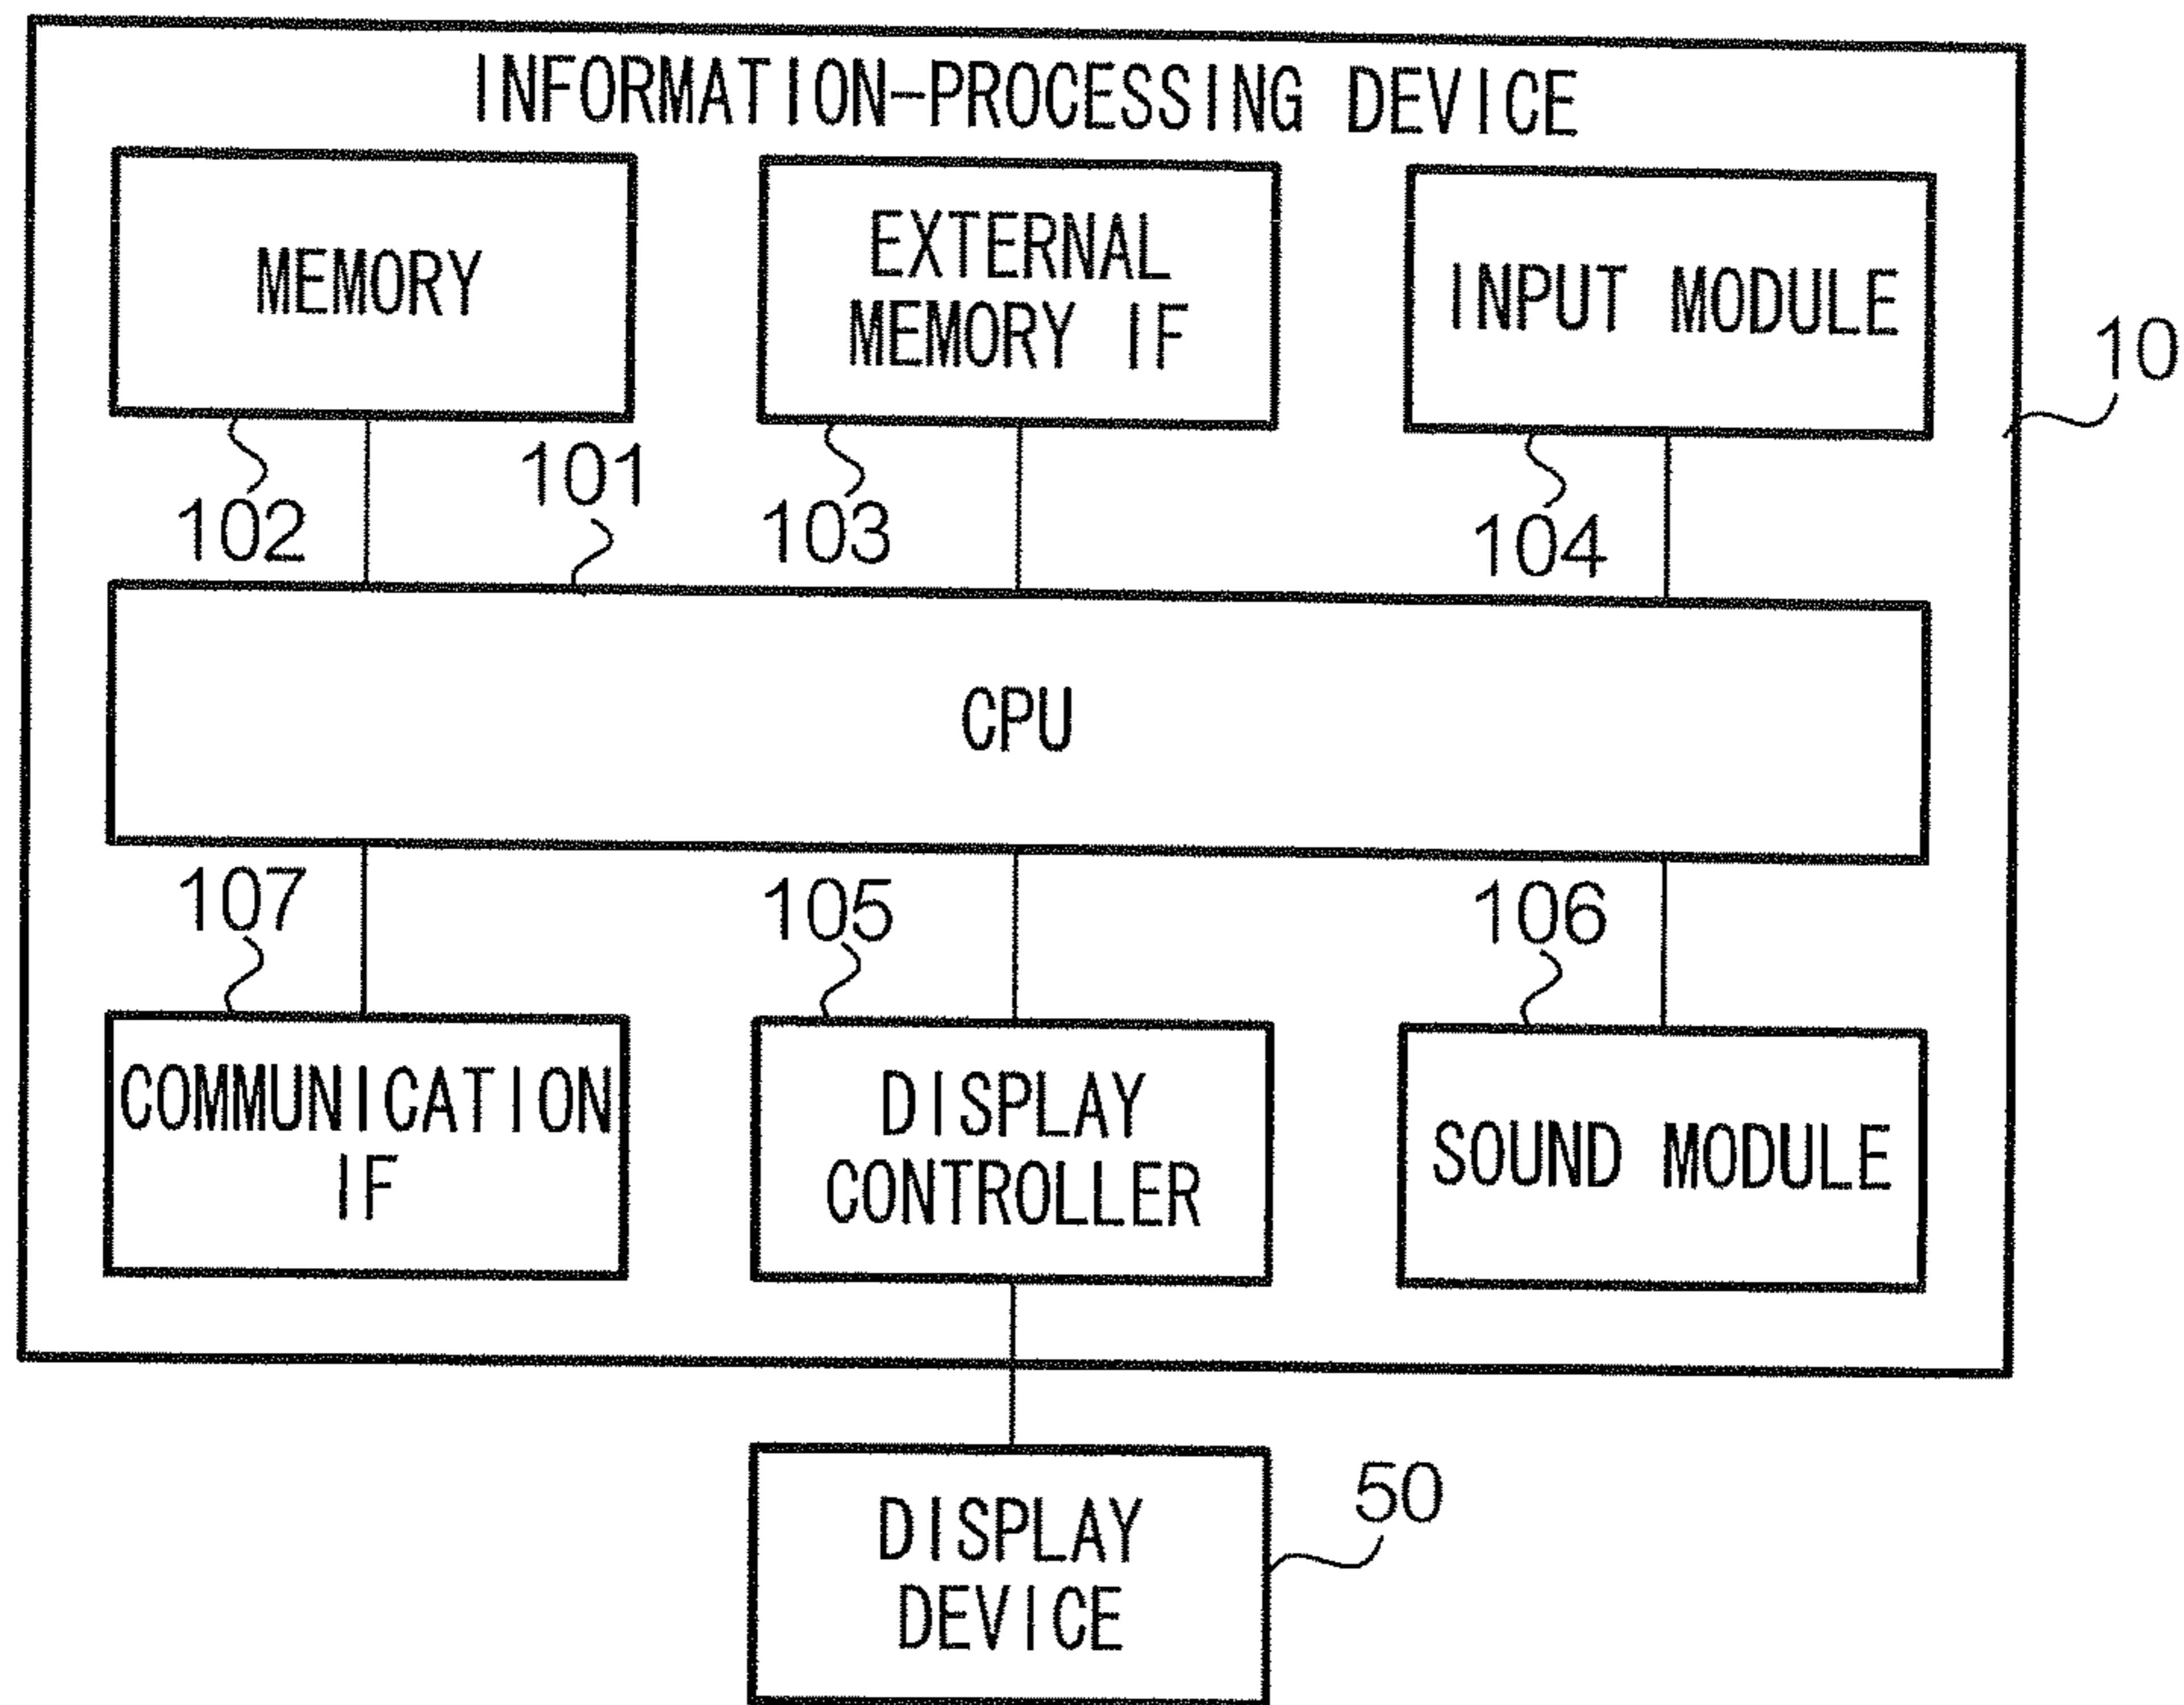 INFORMATION-PROCESSING DEVICE
MEMORY
EXTERNAL
MEMORY IF
INPUT MODULE
10
102
101
103
104
CPU
107
105
106
COMMUNICATION
IF
DISPLAY
CONTROLLER
SOUND MODULE
DISPLAY
DEVICE
50